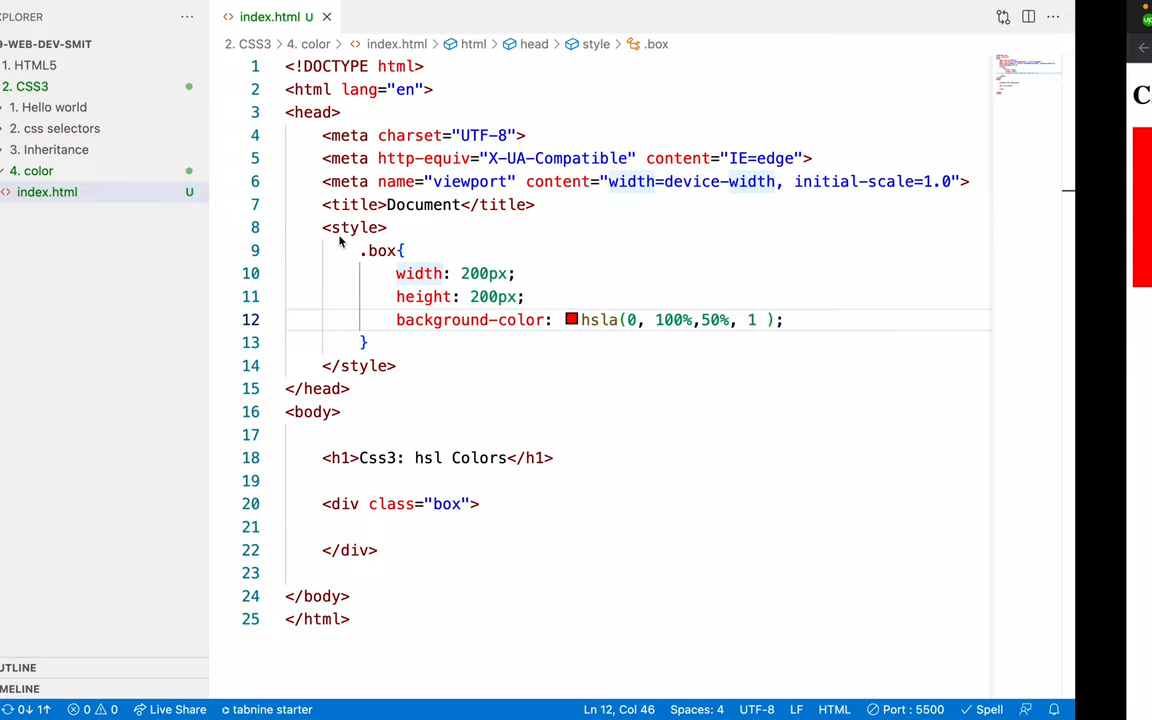 XPLORER ···
9-WEB-DEV-SMIT
1. HTML5
2. CSS3
1. Hello world
2. css selectors
3. Inheritance
4. color
<> index.html U
UTLINE
MELINE
<> index.html U ×
2. CSS3 > 4. color > <> index.html > html > head > style > .box
1 <!DOCTYPE html>
2 <html lang="en">
3 <head>
4 <meta charset="UTF-8">
5 <meta http-equiv="X-UA-Compatible" content="IE=edge">
6 <meta name="viewport" content="width=device-width, initial-scale=1.0">
7 <title>Document</title>
8 <style>
9 .box{
10 width: 200px;
11 height: 200px;
12 background-color: hsla(0, 100%,50%, 1 );
13 }
14 </style>
15 </head>
16 <body>
17
18 <h1>Css3: hsl Colors</h1>
19
20 <div class="box">
21
22 </div>
23
24 </body>
25 </html>
up
C
0↓ 1↑ 0 0 Live Share tabnine starter Ln 12, Col 46 Spaces: 4 UTF-8 LF HTML Port : 5500 Spell